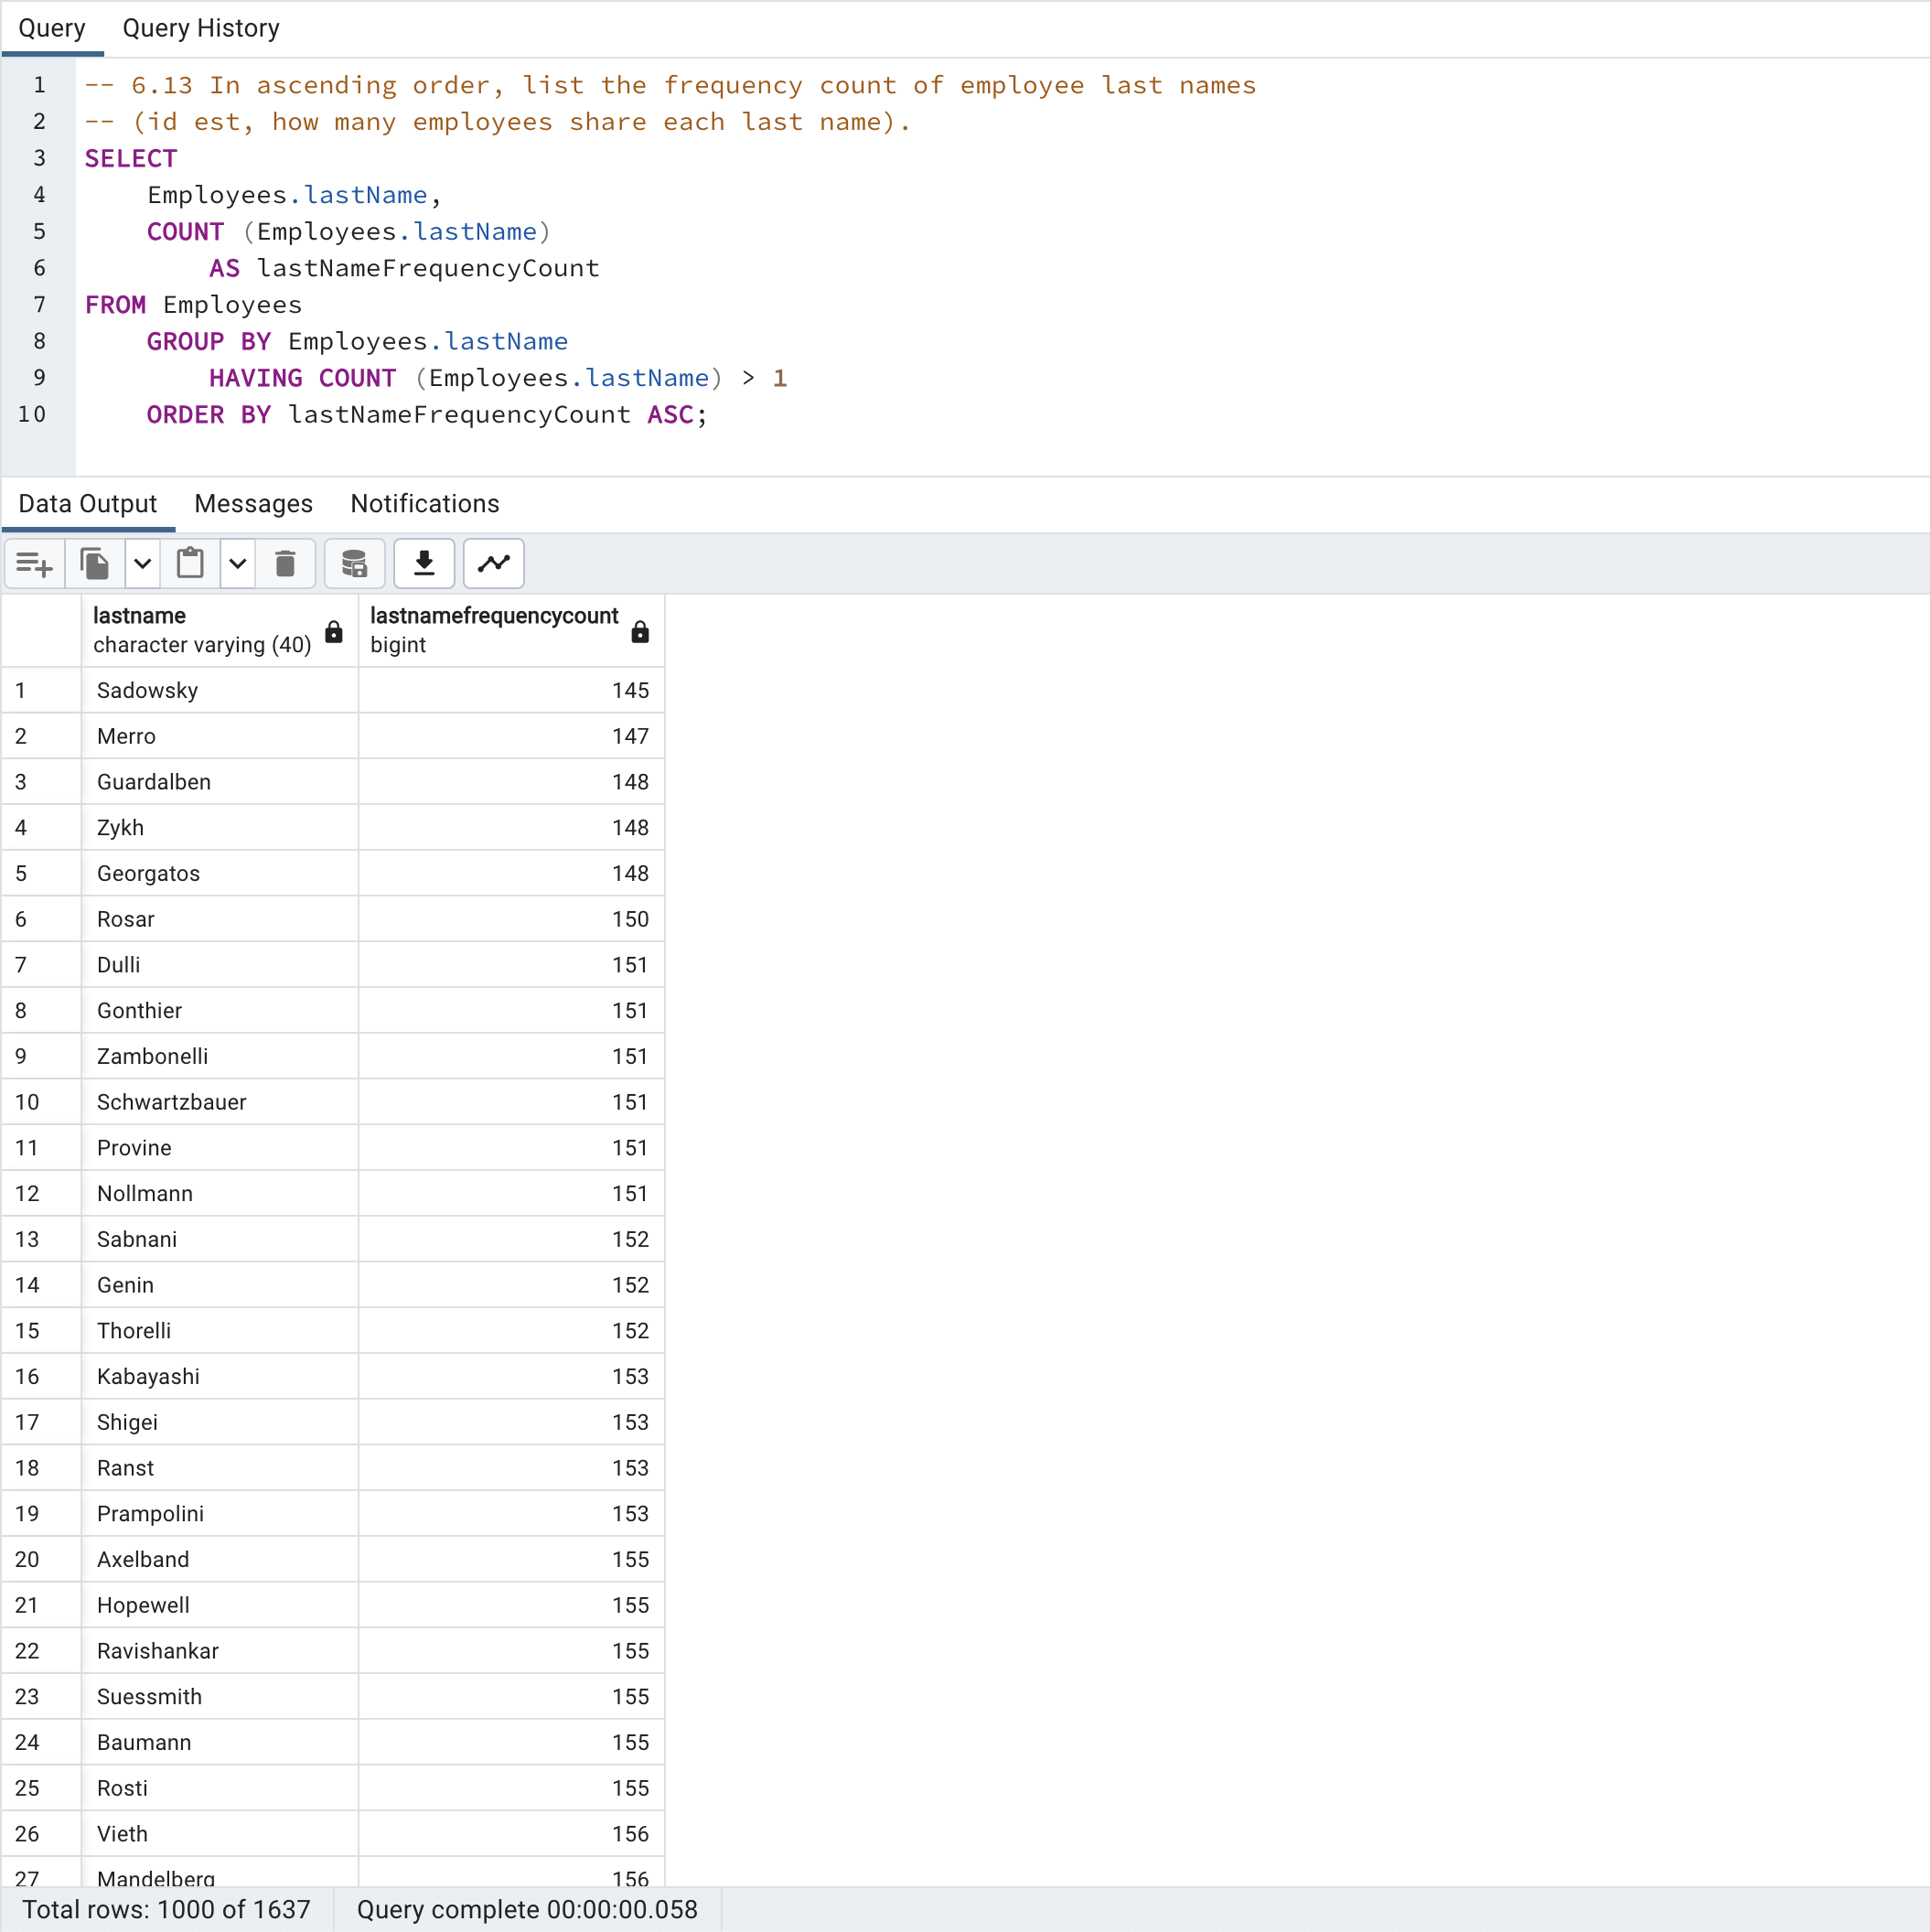 Query Query History
1 -- 6.13 In ascending order, list the frequency count of employee last names
2 -- (id est, how many employees share each last name).
3 SELECT
4 Employees.lastName,
5 COUNT (Employees.lastName)
6 AS lastNameFrequencyCount
7 FROM Employees
8 GROUP BY Employees.lastName
9 HAVING COUNT (Employees.lastName) > 1
10 ORDER BY lastNameFrequencyCount ASC;
Data Output Messages Notifications
lastname lastnamefrequencycount
character varying (40) bigint
1 Sadowsky 145
2 Merro 147
3 Guardalben 148
4 Zykh 148
5 Georgatos 148
6 Rosar 150
7 Dulli 151
8 Gonthier 151
9 Zambonelli 151
10 Schwartzbauer 151
11 Provine 151
12 Nollmann 151
13 Sabnani 152
14 Genin 152
15 Thorelli 152
16 Kabayashi 153
17 Shigei 153
18 Ranst 153
19 Prampolini 153
20 Axelband 155
21 Hopewell 155
22 Ravishankar 155
23 Suessmith 155
24 Baumann 155
25 Rosti 155
26 Vieth 156
27 Mandelberg 156
Total rows: 1000 of 1637 Query complete 00:00:00.058